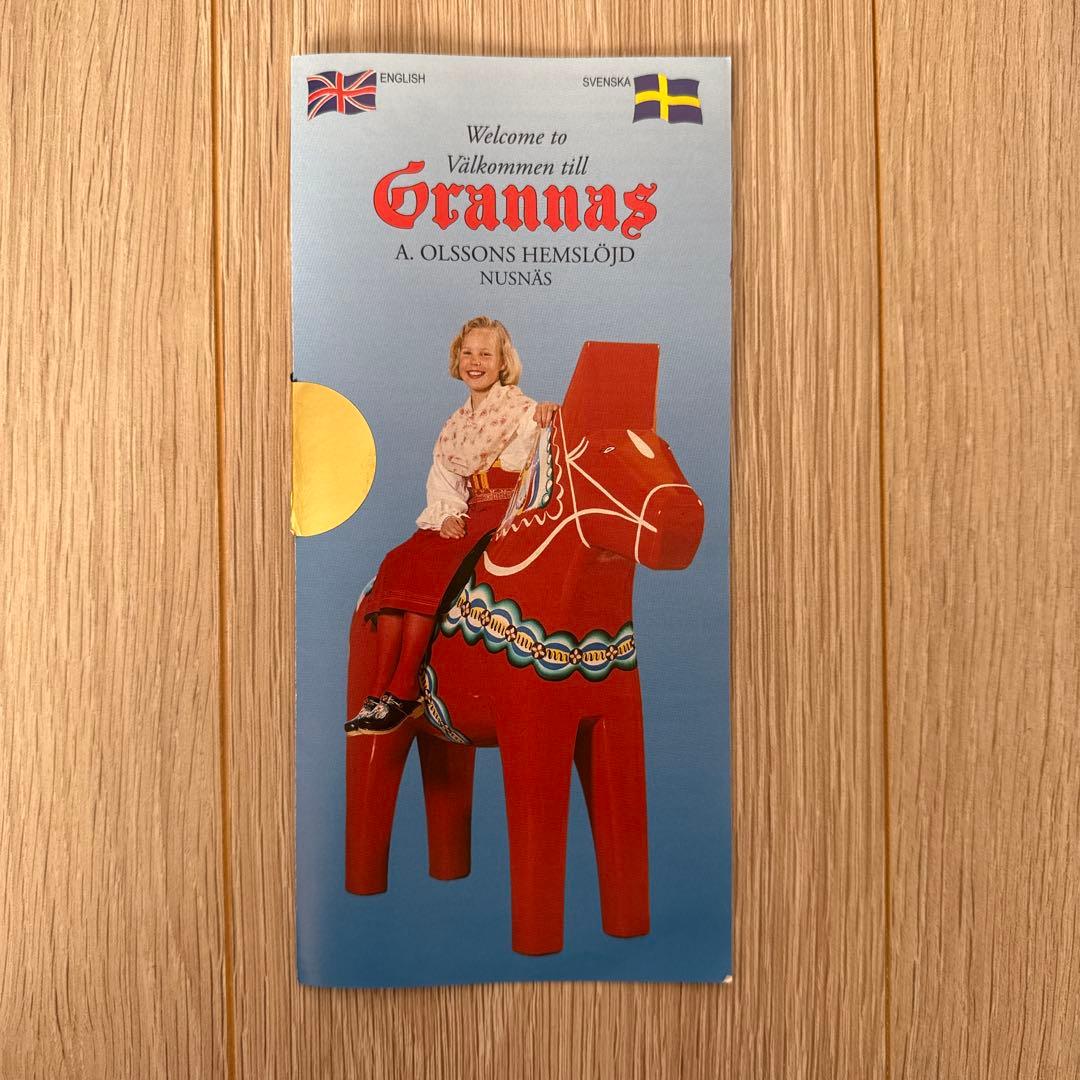 ENGLISH
SVENSKA
Welcome to
Välkommen till
Grannas
A. OLSSONS HEMSLÖJD
NUSNÄS